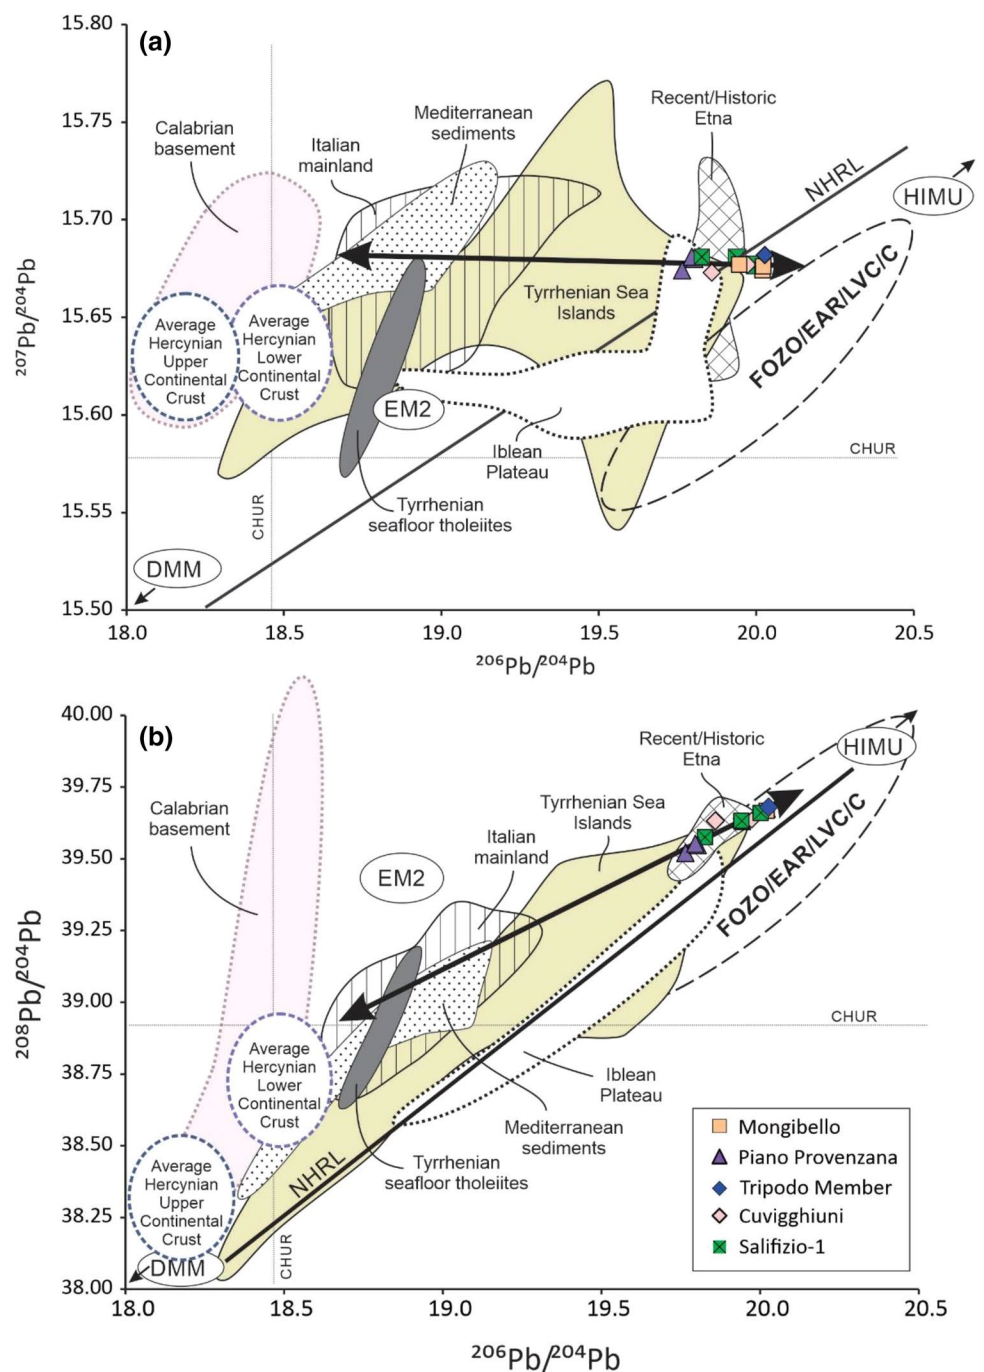 (a)
15.80
15.75
15.70
15.65
15.60
15.55
15.50
²⁰⁷Pb/²⁰⁴Pb
Calabrian
basement
Italian
mainland
Mediterranean
sediments
Recent/Historic
Etna
NHRL
HIMU
Tyrrhenian Sea
Islands
FOZO/EAR/LVC/C
Average
Hercynian
Upper
Continental
Crust
Average
Hercynian
Lower
Continental
Crust
EM2
Iblean
Plateau
CHUR
Tyrrhenian
seafloor tholeiites
CHUR
DMM
18.0
18.5
19.0
19.5
20.0
20.5
²⁰⁶Pb/²⁰⁴Pb
(b)
40.00
39.75
39.50
39.25
39.00
38.75
38.50
38.25
38.00
²⁰⁸Pb/²⁰⁴Pb
Recent/Historic
Etna
HIMU
Tyrrhenian Sea
Islands
Calabrian
basement
Italian
mainland
EM2
FOZO/EAR/LVC/C
CHUR
Average
Hercynian
Lower
Continental
Crust
Iblean
Plateau
Mediterranean
sediments
Tyrrhenian
seafloor tholeiites
NHRL
Average
Hercynian
Upper
Continental
Crust
CHUR
DMM
Mongibello
Piano Provenzana
Tripodo Member
Cuvigghiuni
Salifizio-1
18.0
18.5
19.0
19.5
20.0
20.5
²⁰⁶Pb/²⁰⁴Pb